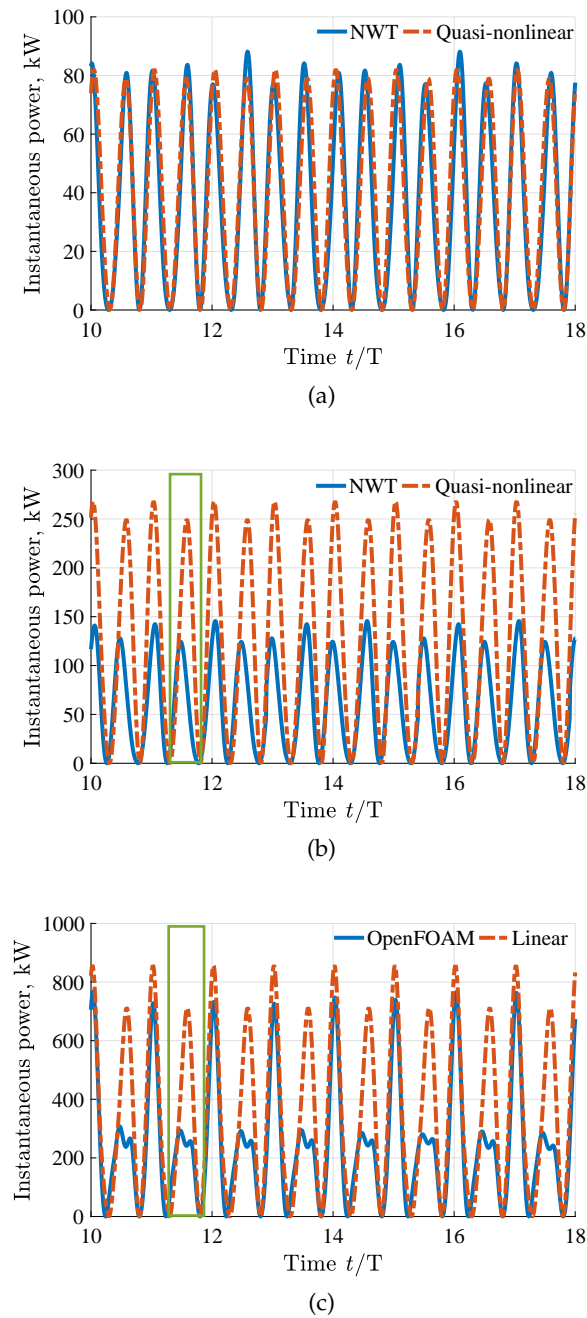 NWT Quasi-nonlinear
Instantaneous power, kW
100
80
60
40
20
0
10 12 14 16 18
Time t/T
(a)
NWT Quasi-nonlinear
Instantaneous power, kW
300
250
200
150
100
50
0
10 12 14 16 18
Time t/T
(b)
OpenFOAM Linear
Instantaneous power, kW
1000
800
600
400
200
0
10 12 14 16 18
Time t/T
(c)